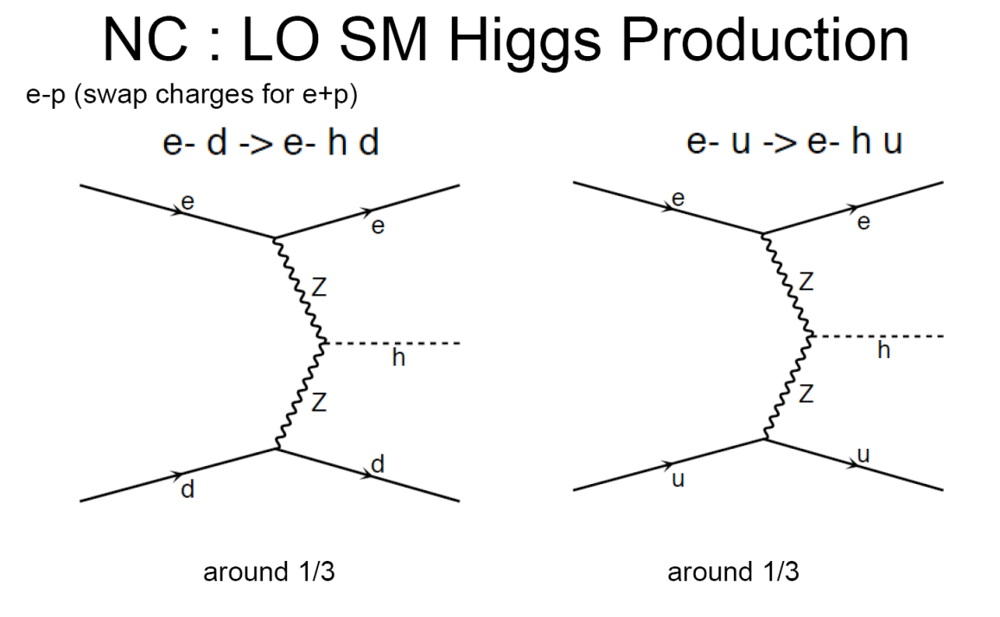 NC : LO SM Higgs Production
e-p (swap charges for e+p)
e- d -> e- h d
e
e
Z
h
Z
d
d
around 1/3
e- u -> e- h u
e
e
Z
h
Z
u
u
around 1/3